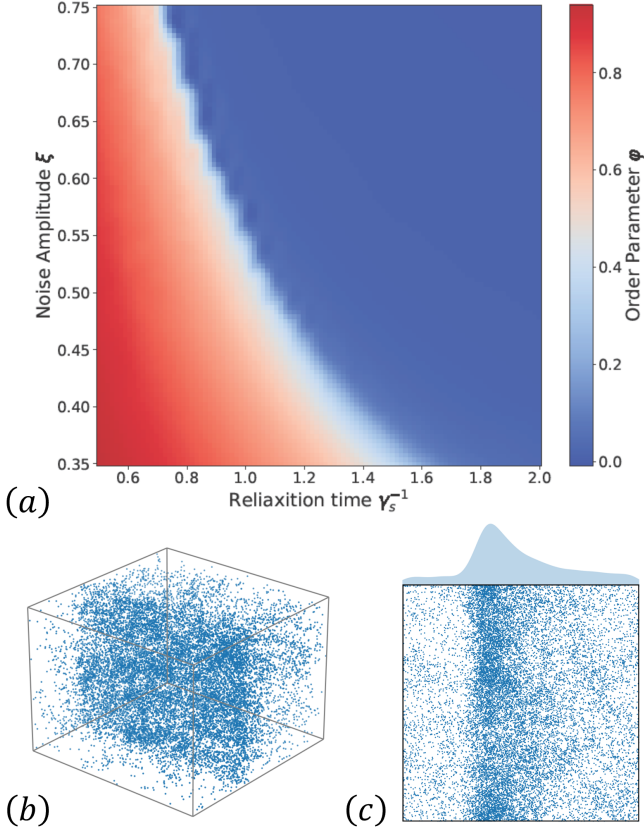 0.75
0.70
0.65
0.60
0.55
0.50
0.45
0.40
0.35
Noise Amplitude ξ
0.6 0.8 1.0 1.2 1.4 1.6 1.8 2.0
Reliaxition time γₛ⁻¹
0.8
0.6
0.4
0.2
0.0
Order Parameter φ
(a)
(b)
(c)